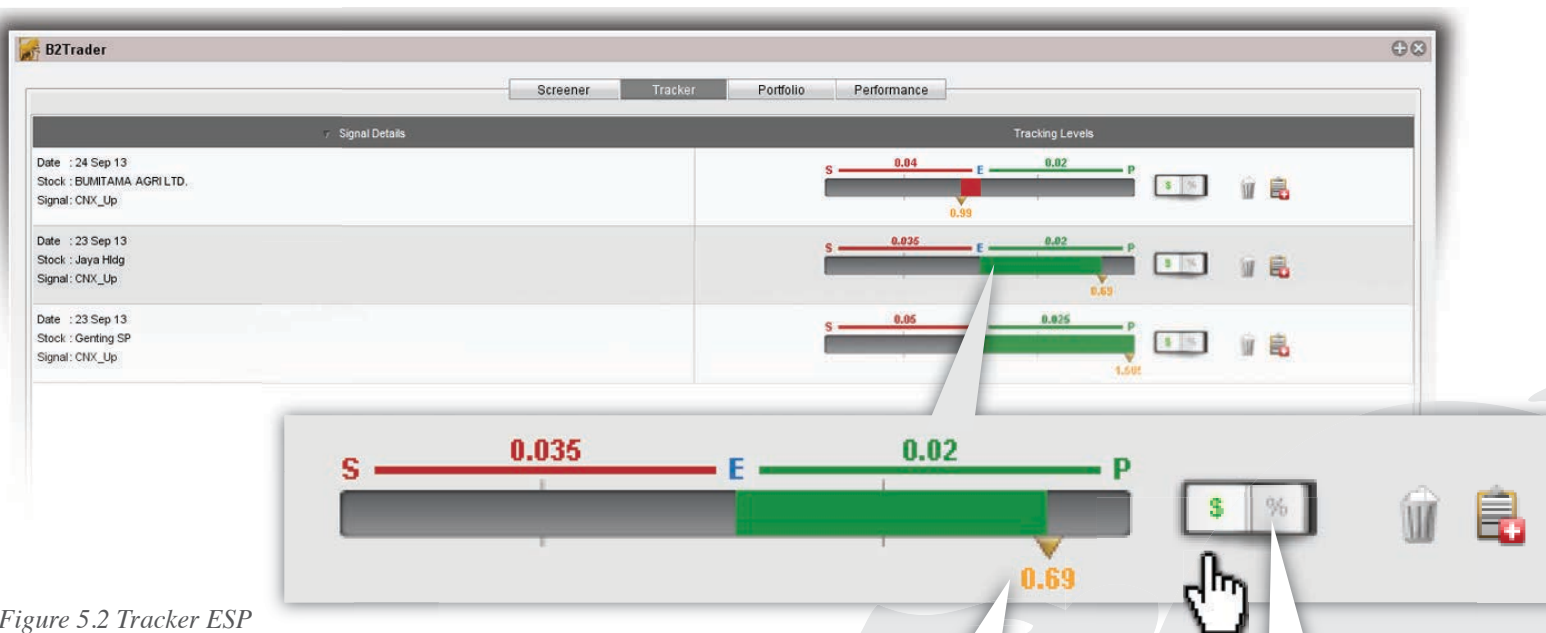 B2Trader
Screener Tracker Portfolio Performance
Signal Details Tracking Levels
Date : 24 Sep 13
Stock : BUMITAMA AGRI LTD.
Signal: CNX_Up
S 0.04 E 0.02 P
$ %
0.99
Date : 23 Sep 13
Stock : Jaya Hldg
Signal: CNX_Up
S 0.035 E 0.02 P
$ %
0.69
Date : 23 Sep 13
Stock : Genting SP
Signal: CNX_Up
S 0.05 0.025 P
$ %
S 0.035 E 0.02 P
$ %
0.69
Figure 5.2 Tracker ESP